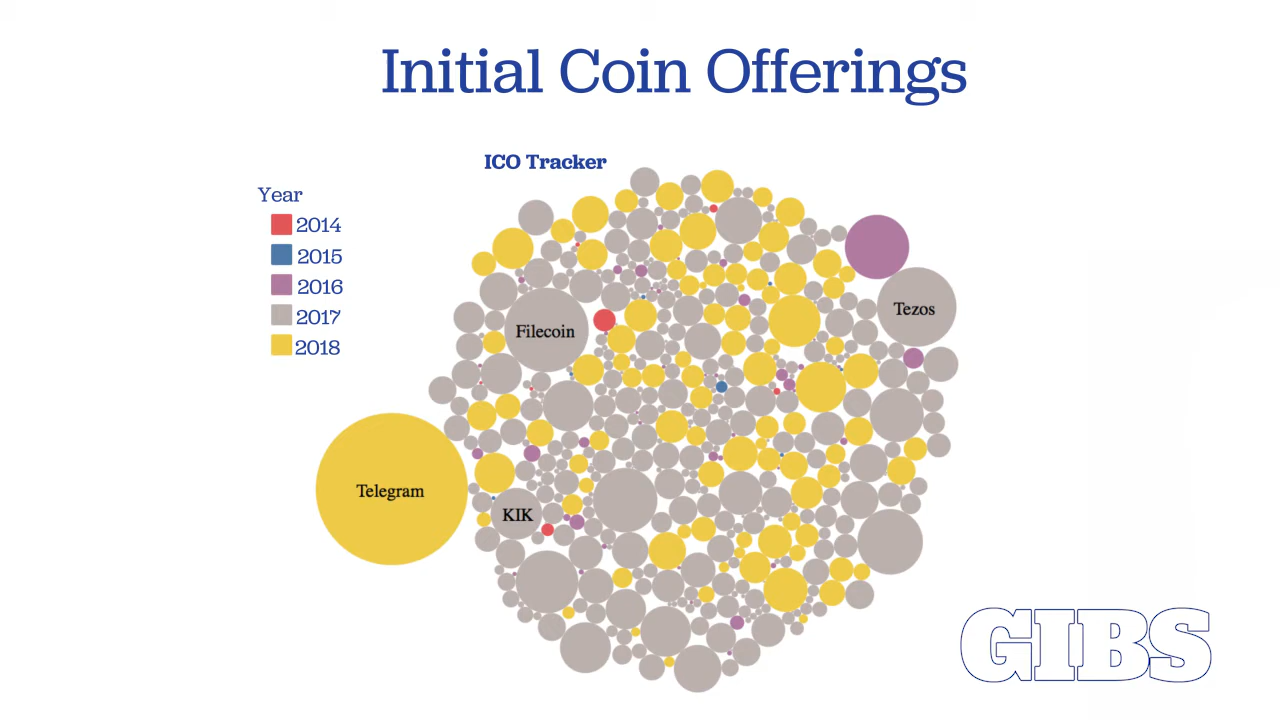 Initial Coin Offerings
ICO Tracker
Year
2014
2015
2016
2017
2018
Tezos
Filecoin
Telegram
KIK
GIBS